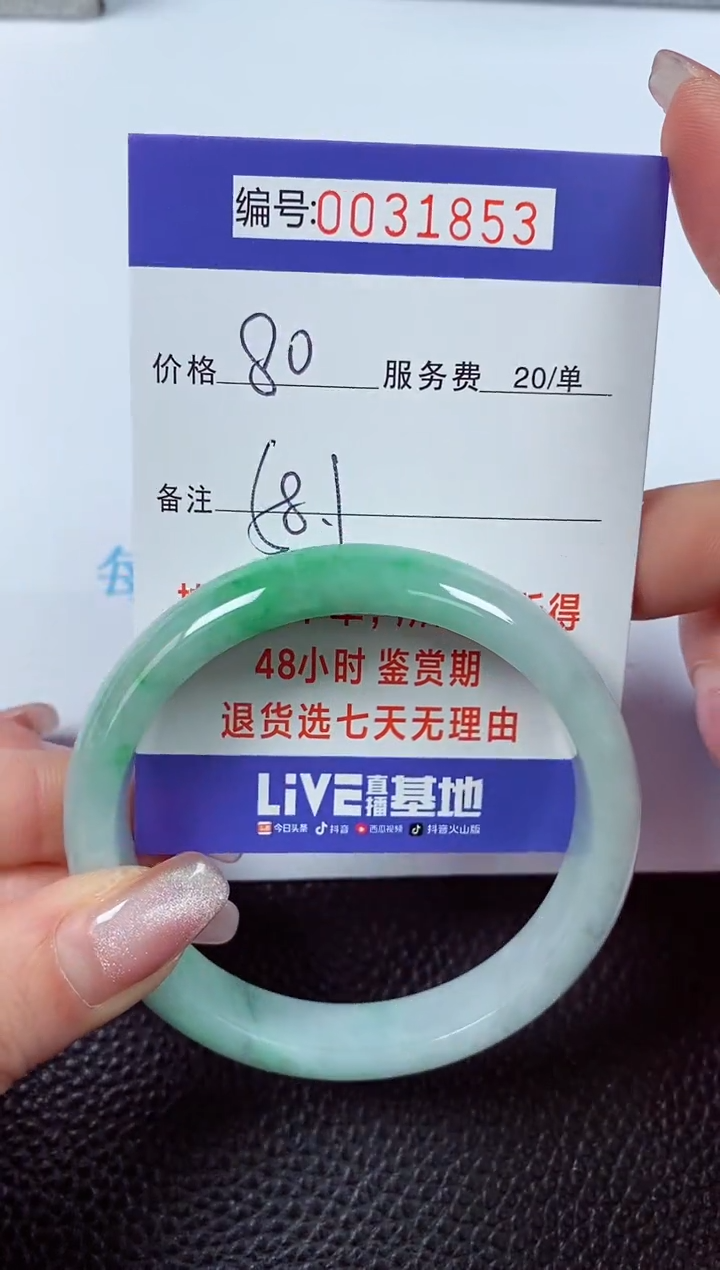 编号:0031853
价格 80 服务费 20/单
备注 (8.1
得
48小时 鉴赏期
退货选七天无理由
LiVE直播基地
今日头条 抖音 西瓜视频 抖音火山版